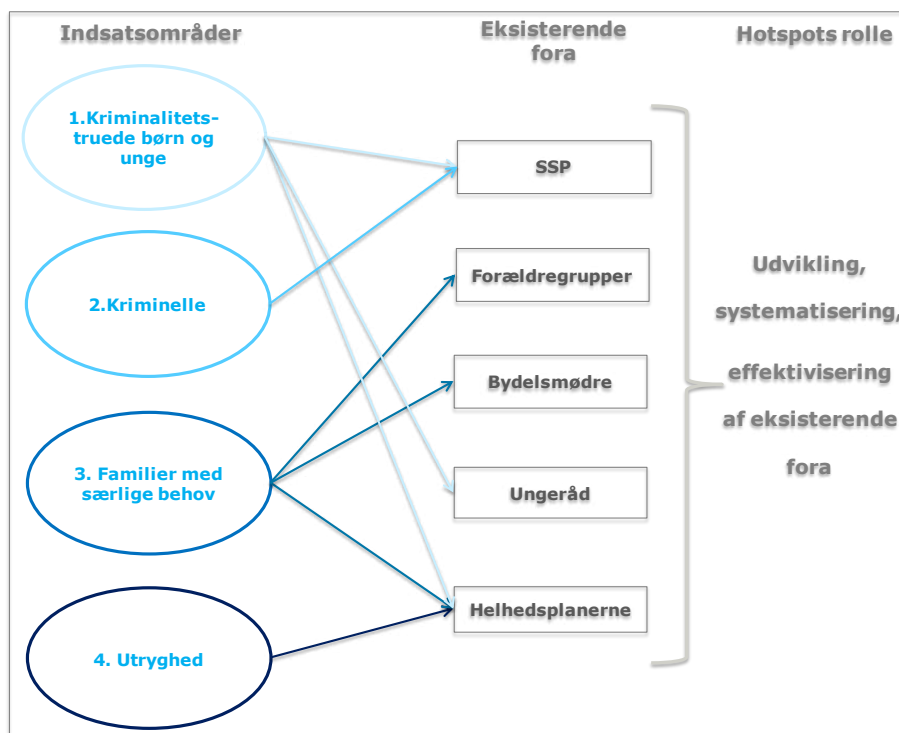 Indsatsområder
Eksisterende
fora
Hotspots rolle
1.Kriminalitets-
truede børn og
unge
2.Kriminelle
3. Familier med
særlige behov
4. Utryghed
SSP
Forældregrupper
Bydelsmødre
Ungeråd
Helhedsplanerne
Udvikling,
systematisering,
effektivisering
af eksisterende
fora